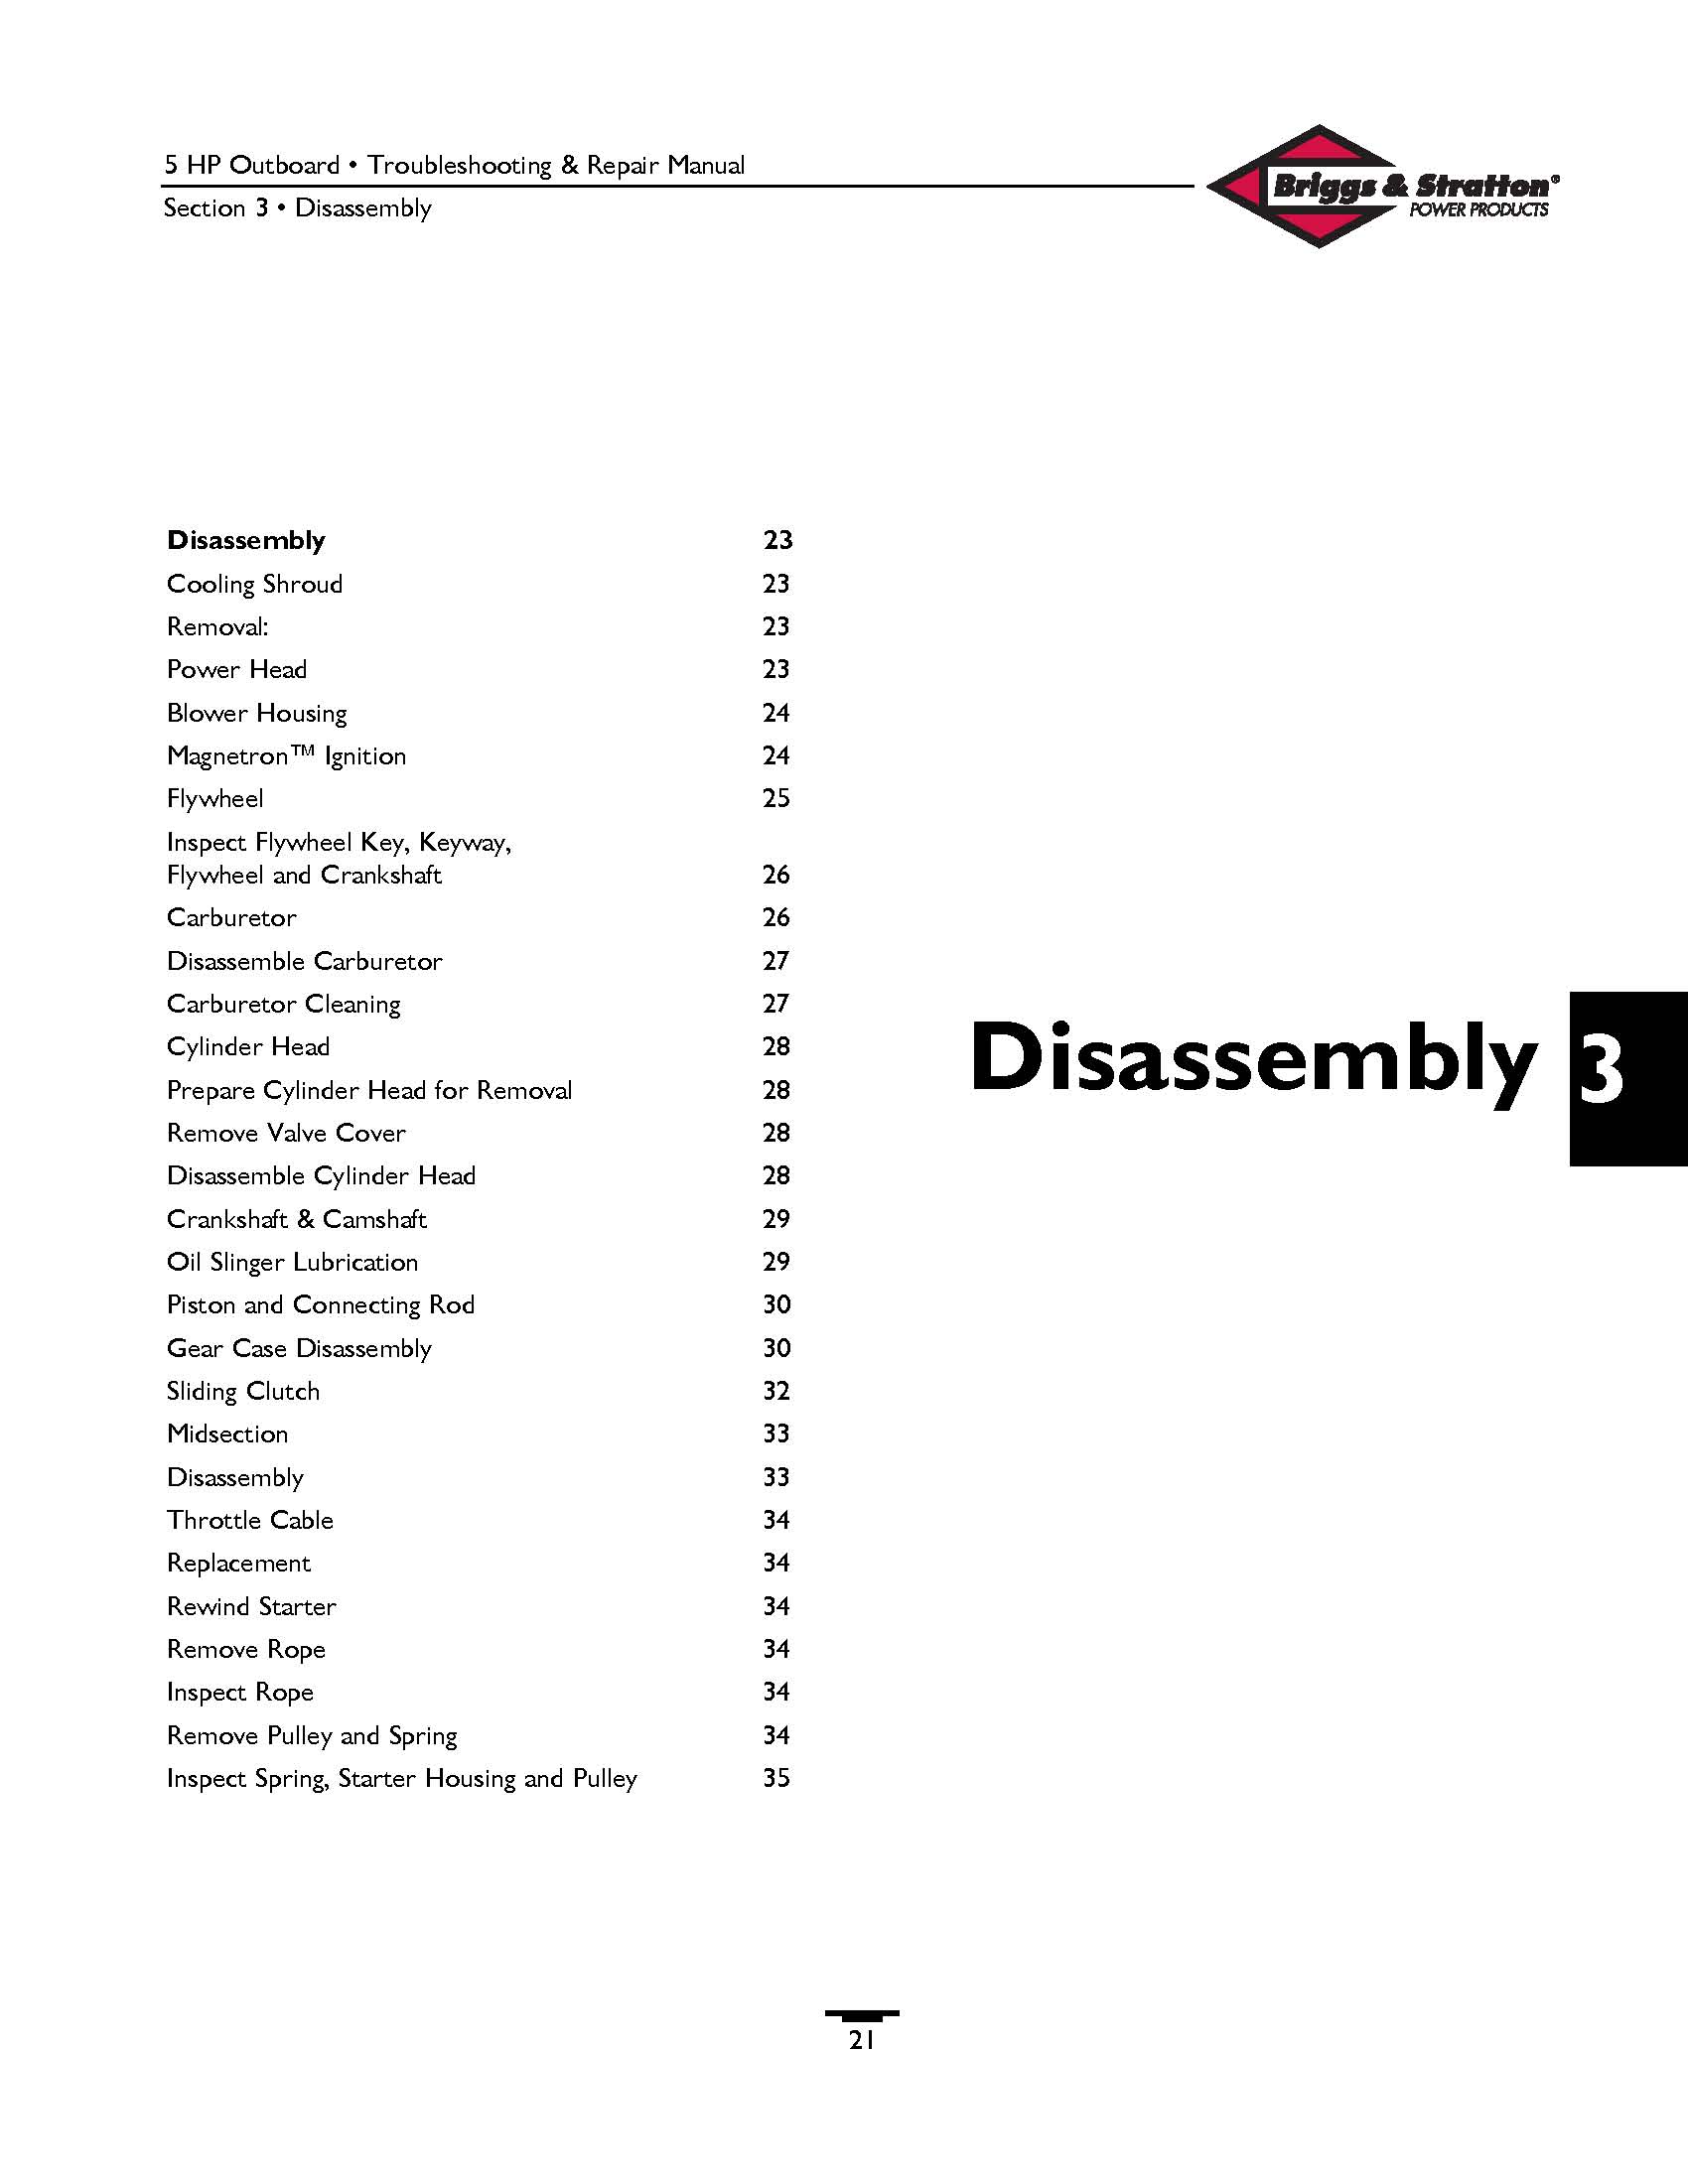 5 HP Outboard • Troubleshooting & Repair Manual
Section 3 • Disassembly
Briggs & Stratton®
POWER PRODUCTS
Disassembly 23
Cooling Shroud 23
Removal: 23
Power Head 23
Blower Housing 24
Magnetron™ Ignition 24
Flywheel 25
Inspect Flywheel Key, Keyway,
Flywheel and Crankshaft 26
Carburetor 26
Disassemble Carburetor 27
Carburetor Cleaning 27
Cylinder Head 28
Prepare Cylinder Head for Removal 28
Remove Valve Cover 28
Disassemble Cylinder Head 28
Crankshaft & Camshaft 29
Oil Slinger Lubrication 29
Piston and Connecting Rod 30
Gear Case Disassembly 30
Sliding Clutch 32
Midsection 33
Disassembly 33
Throttle Cable 34
Replacement 34
Rewind Starter 34
Remove Rope 34
Inspect Rope 34
Remove Pulley and Spring 34
Inspect Spring, Starter Housing and Pulley 35
Disassembly 3
21